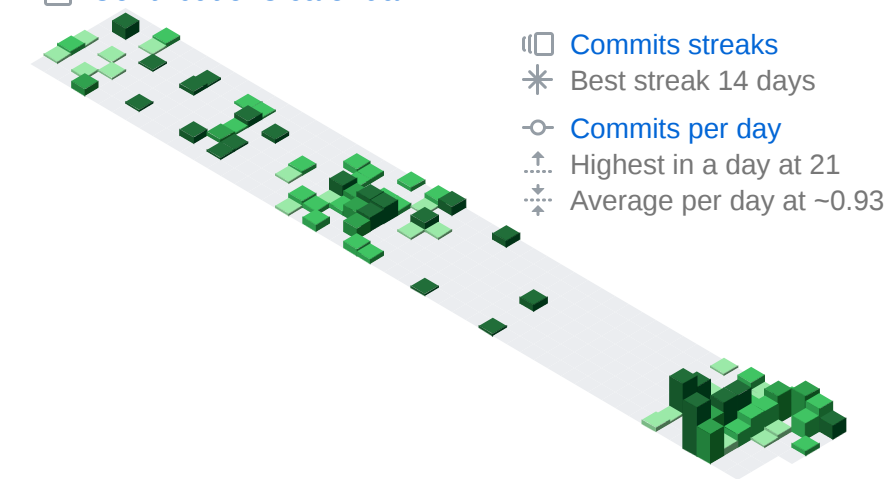 Commits streaks
Best streak 14 days
Commits per day
Highest in a day at 21
Average per day at ~0.93